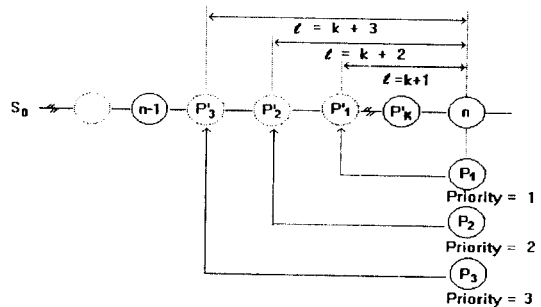 ℓ = k + 3
ℓ = k + 2
ℓ = k+1
S₀ n-1 P'₃ P'₂ P'₁ P'K n
P₁
Priority = 1
P₂
Priority = 2
P₃
Priority = 3